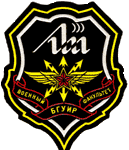 ВОЕННЫЙ ФАКУЛЬТЕТ
БГУИР